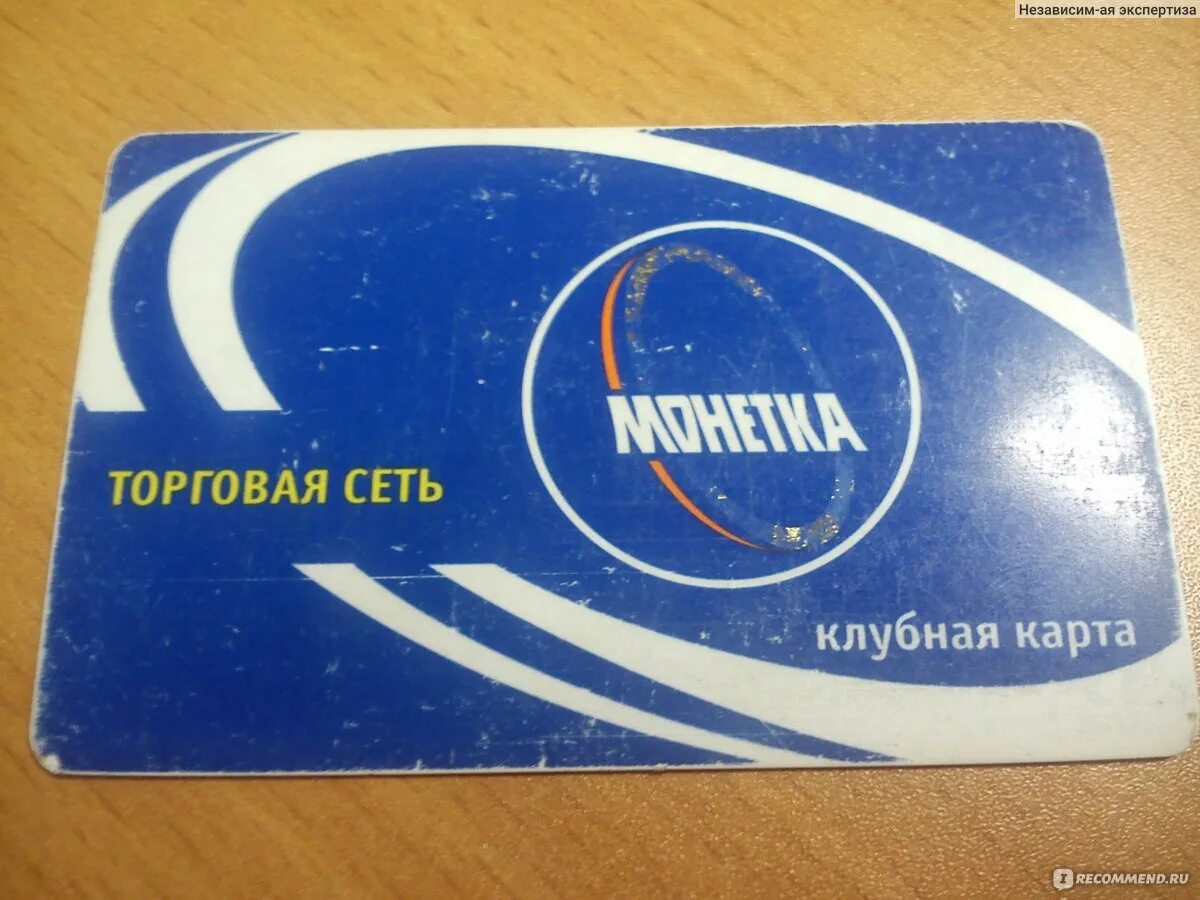 Независим-ая экспертиза
МОНЕТКА
ТОРГОВАЯ СЕТЬ
клубная карта
IRECOMMEND.RU